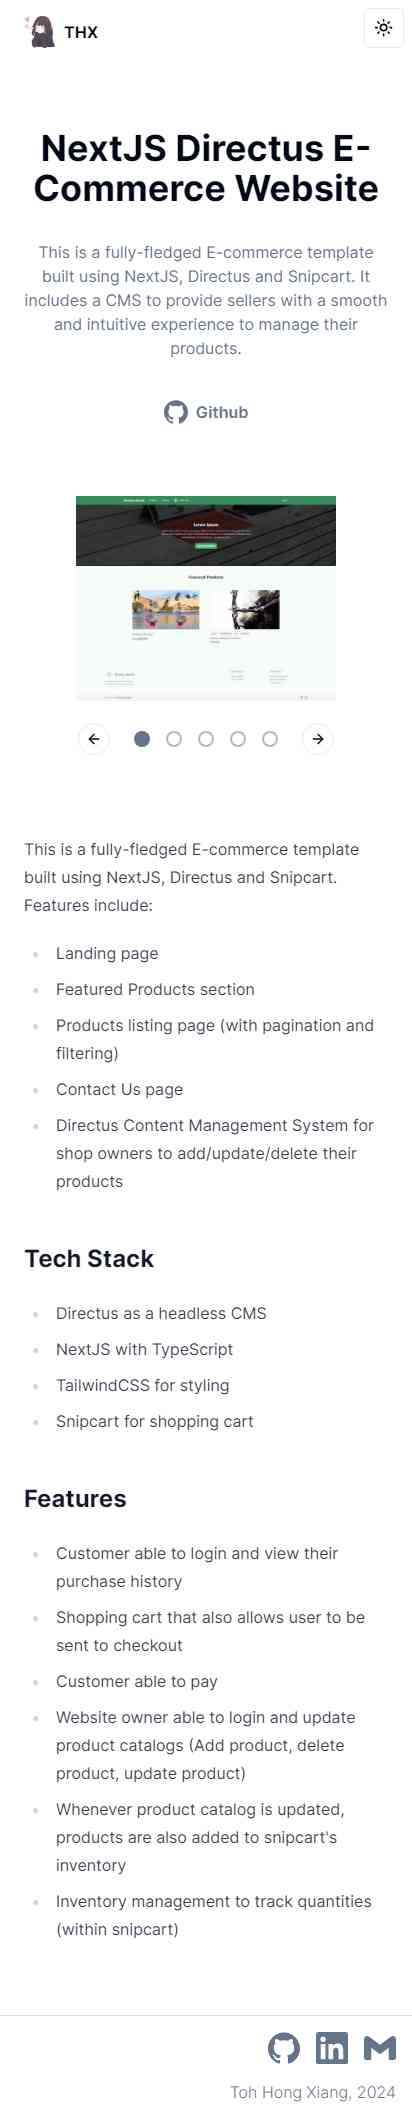 THX
NextJS Directus E-
Commerce Website
This is a fully-fledged E-commerce template
built using NextJS, Directus and Snipcart. It
includes a CMS to provide sellers with a smooth
and intuitive experience to manage their
products.
Github
Lorem Ipsum
Featured Products
This is a fully-fledged E-commerce template
built using NextJS, Directus and Snipcart.
Features include:
Landing page
Featured Products section
Products listing page (with pagination and
filtering)
Contact Us page
Directus Content Management System for
shop owners to add/update/delete their
products
Tech Stack
Directus as a headless CMS
NextJS with TypeScript
TailwindCSS for styling
Snipcart for shopping cart
Features
Customer able to login and view their
purchase history
Shopping cart that also allows user to be
sent to checkout
Customer able to pay
Website owner able to login and update
product catalogs (Add product, delete
product, update product)
Whenever product catalog is updated,
products are also added to snipcart's
inventory
Inventory management to track quantities
(within snipcart)
Toh Hong Xiang, 2024